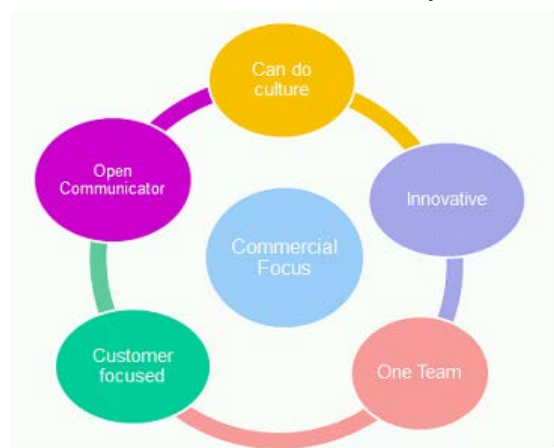 Can do
culture
Innovative
One Team
Customer
focused
Open
Communicator
Commercial
Focus